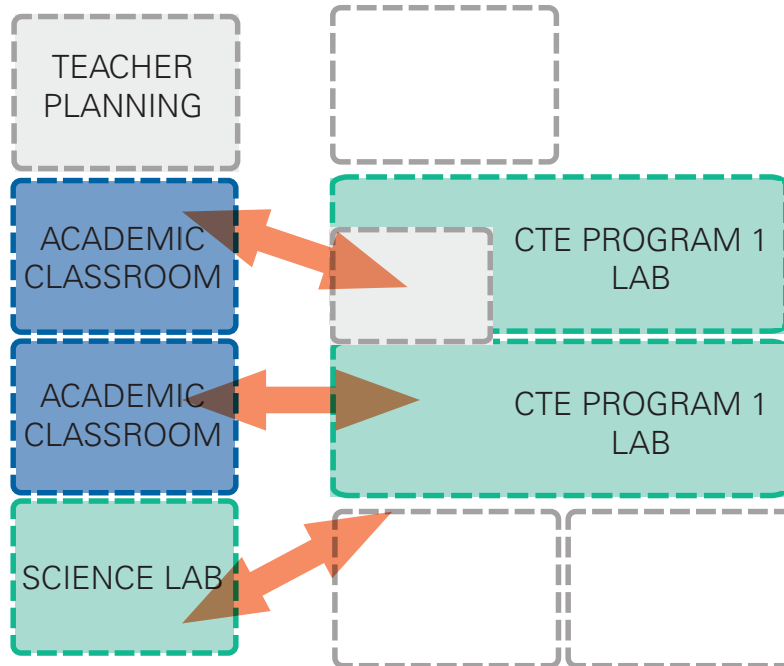 TEACHER
PLANNING
ACADEMIC
CLASSROOM
CTE PROGRAM 1
LAB
ACADEMIC
CLASSROOM
CTE PROGRAM 1
LAB
SCIENCE LAB